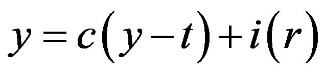 y = c(y − t) + i(r)